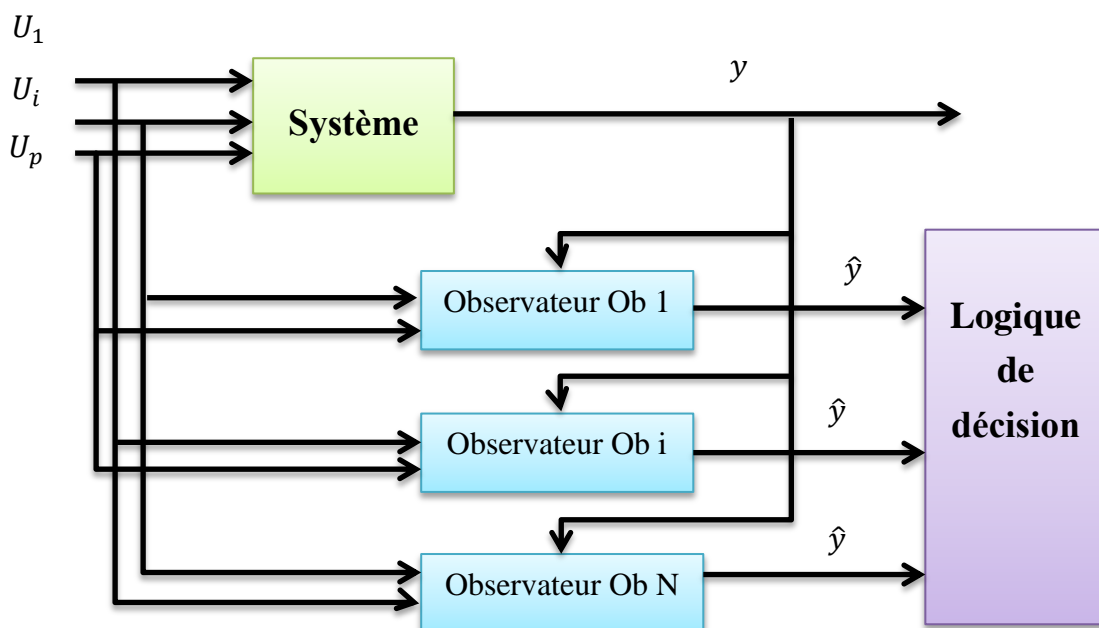 U₁
y
Uᵢ
Système
Uₚ
ŷ
Observateur Ob 1
Logique
de
décision
ŷ
Observateur Ob i
ŷ
Observateur Ob N